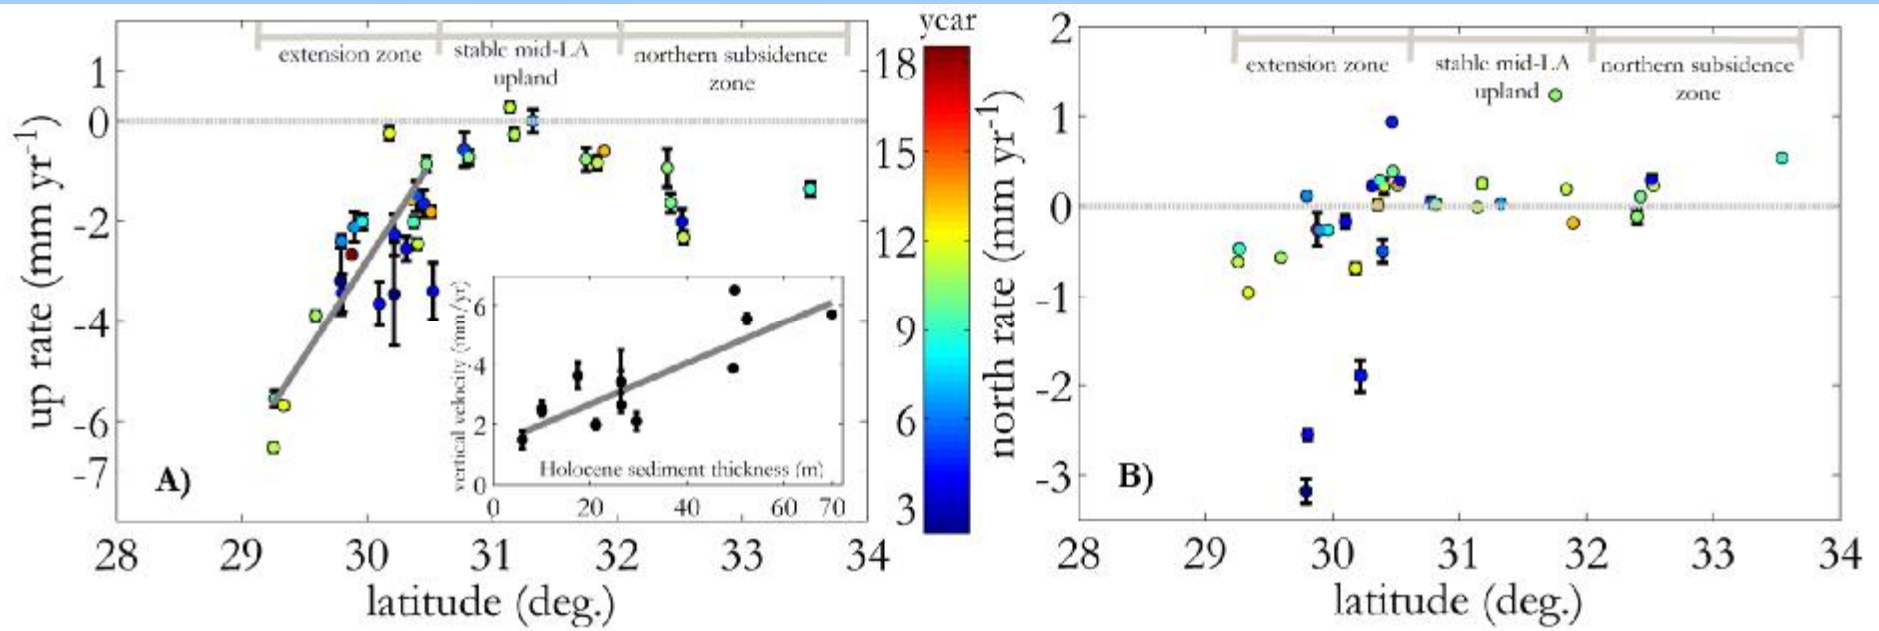 year
extension zone
stable mid-LA
upland
northern subsidence
zone
up rate (mm yr-1)
1
0
-2
-4
-6
-7
A)
28 29 30 31 32 33 34
latitude (deg.)
vertical velocity (mm/yr)
6
4
2
0
Holocene sediment thickness (m)
0 20 40 60 70
18
15
12
9
6
3
extension zone
stable mid-LA
upland
northern subsidence
zone
north rate (mm yr-1)
2
1
0
-1
-2
-3
B)
28 29 30 31 32 33 34
latitude (deg.)